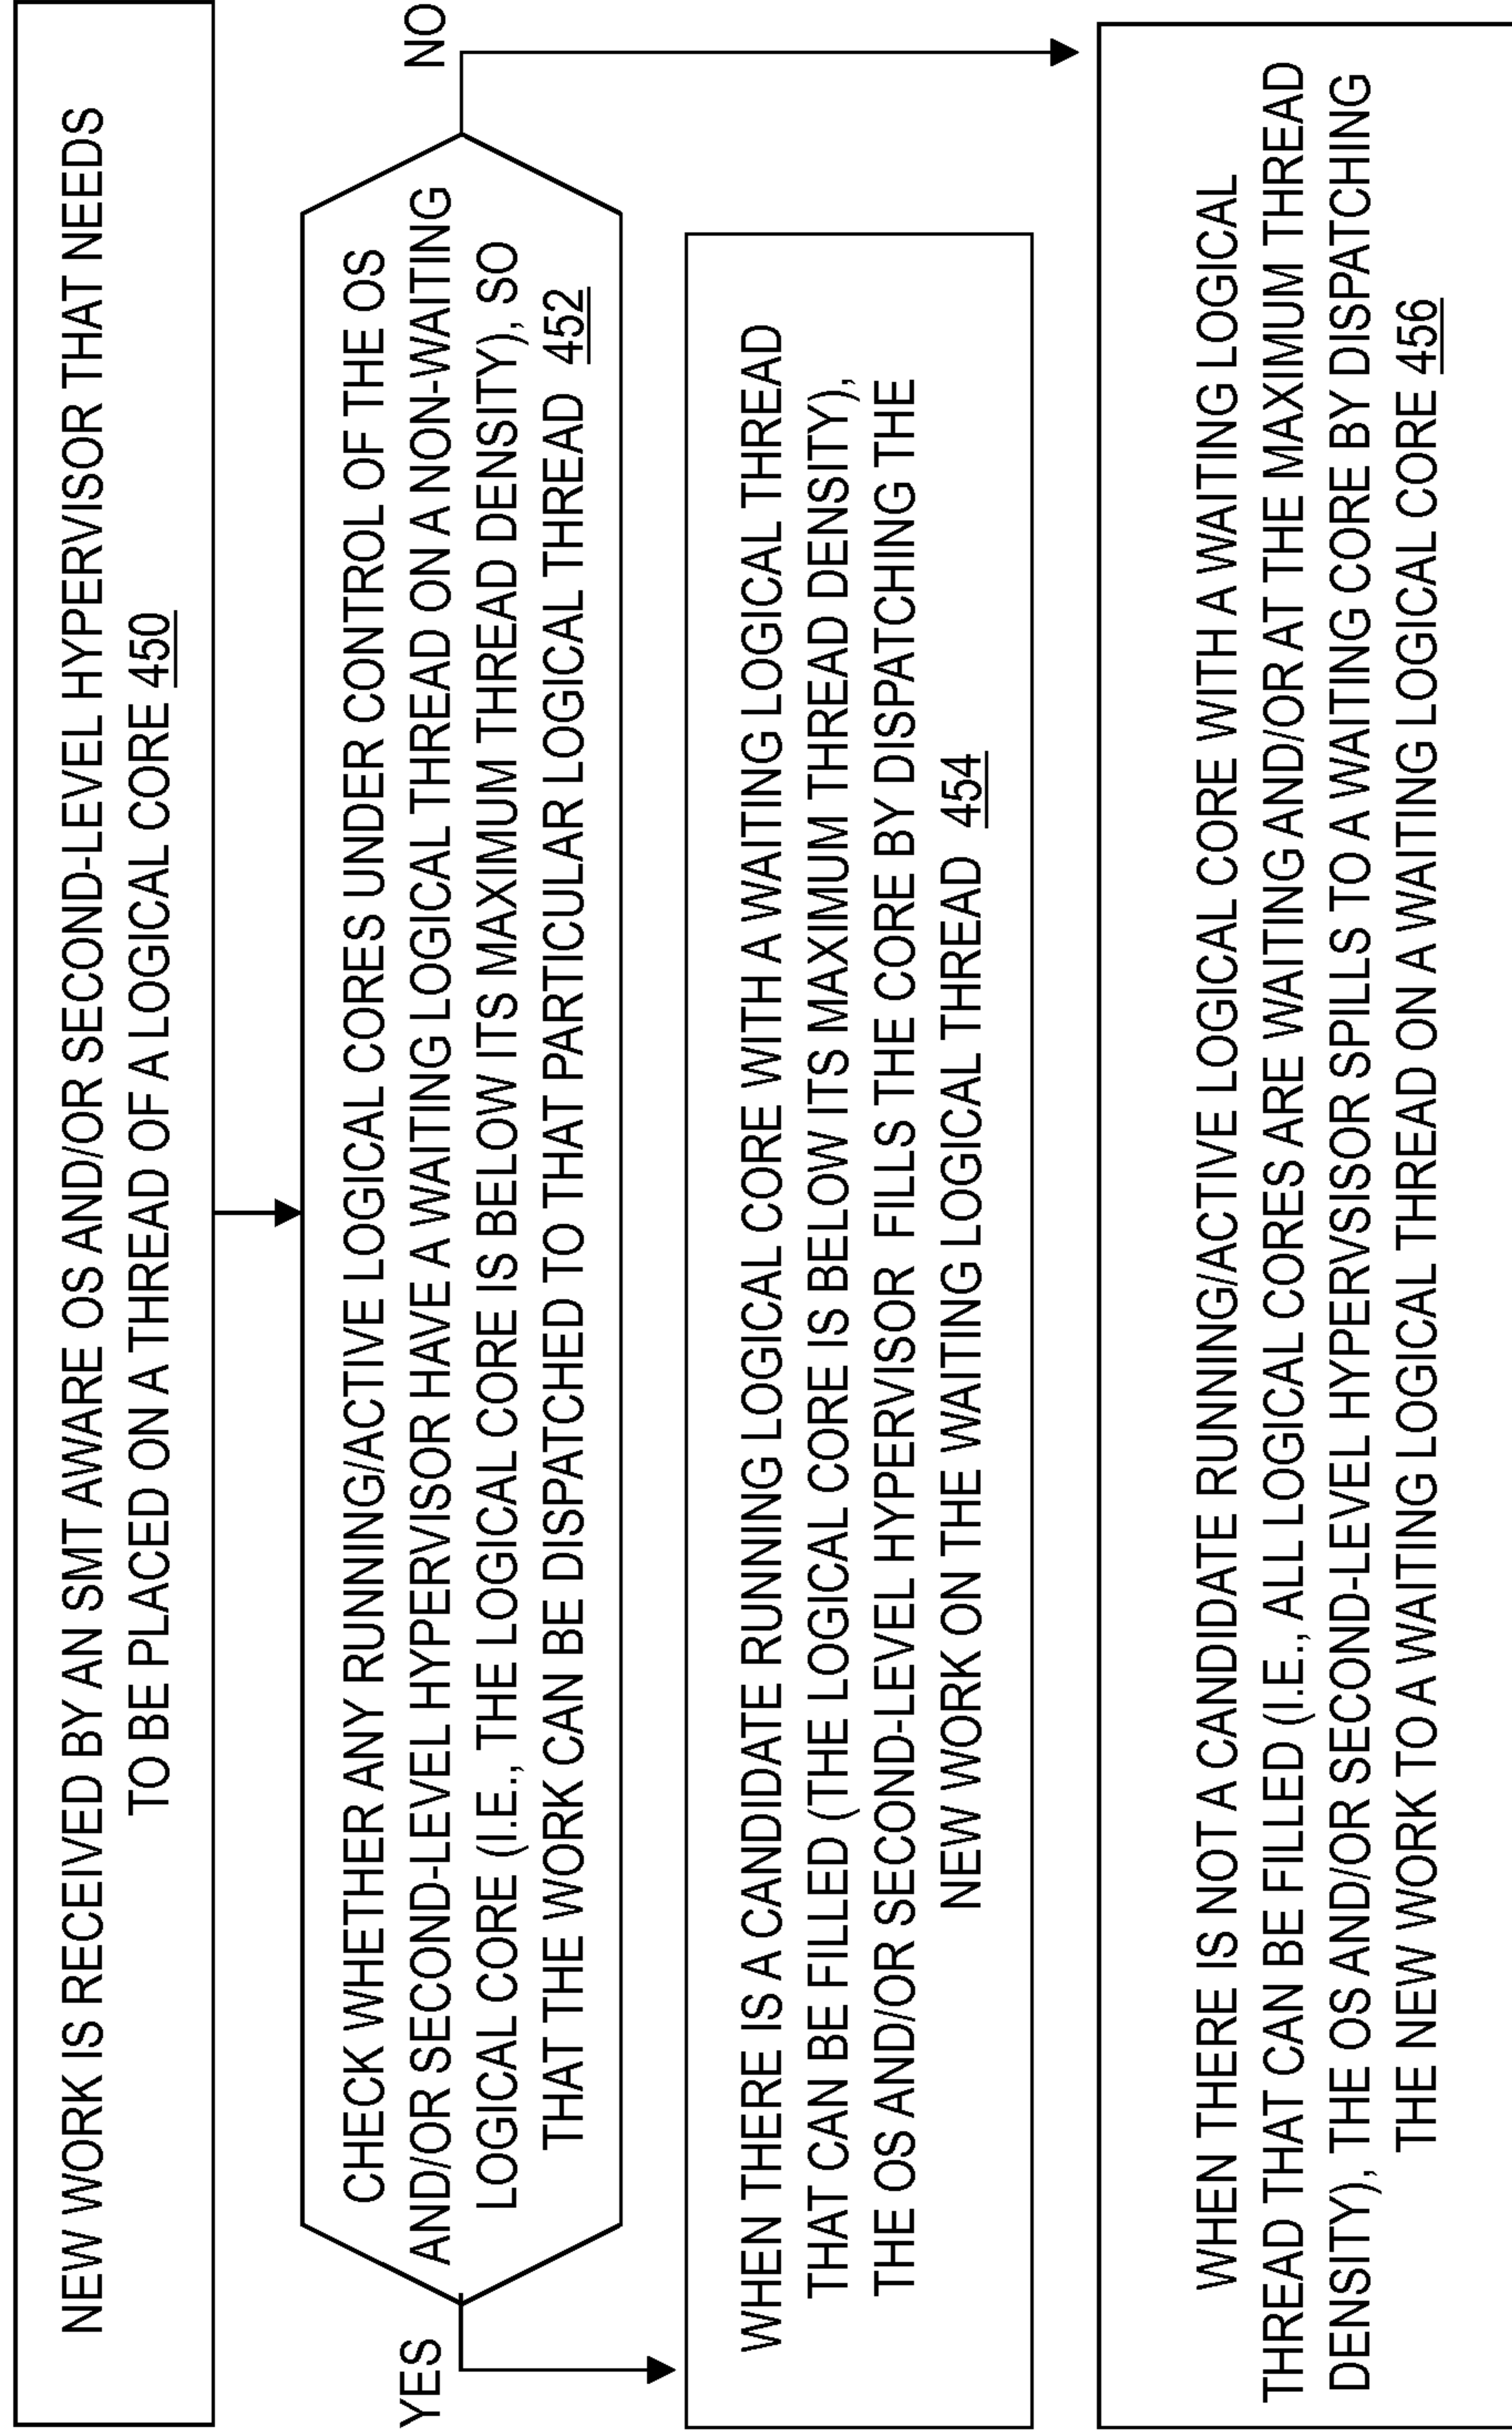 NEW WORK IS RECEIVED BY AN SMT AWARE OS AND/OR SECOND-LEVEL HYPERVISOR THAT NEEDS
TO BE PLACED ON A THREAD OF A LOGICAL CORE 450
CHECK WHETHER ANY RUNNING/ACTIVE LOGICAL CORES UNDER CONTROL OF THE OS
AND/OR SECOND-LEVEL HYPERVISOR HAVE A WAITING LOGICAL THREAD ON A NON-WAITING
LOGICAL CORE (I.E., THE LOGICAL CORE IS BELOW ITS MAXIMUM THREAD DENSITY), SO
THAT THE WORK CAN BE DISPATCHED TO THAT PARTICULAR LOGICAL THREAD 452
YES
NO
WHEN THERE IS A CANDIDATE RUNNING LOGICAL CORE WITH A WAITING LOGICAL THREAD
THAT CAN BE FILLED (THE LOGICAL CORE IS BELOW ITS MAXIMUM THREAD DENSITY),
THE OS AND/OR SECOND-LEVEL HYPERVISOR FILLS THE CORE BY DISPATCHING THE
NEW WORK ON THE WAITING LOGICAL THREAD 454
WHEN THERE IS NOT A CANDIDATE RUNNING/ACTIVE LOGICAL CORE WITH A WAITING LOGICAL
THREAD THAT CAN BE FILLED (I.E., ALL LOGICAL CORES ARE WAITING AND/OR AT THE MAXIMUM THREAD
DENSITY), THE OS AND/OR SECOND-LEVEL HYPERVSISOR SPILLS TO A WAITING CORE BY DISPATCHING
THE NEW WORK TO A WAITING LOGICAL THREAD ON A WAITING LOGICAL CORE 456